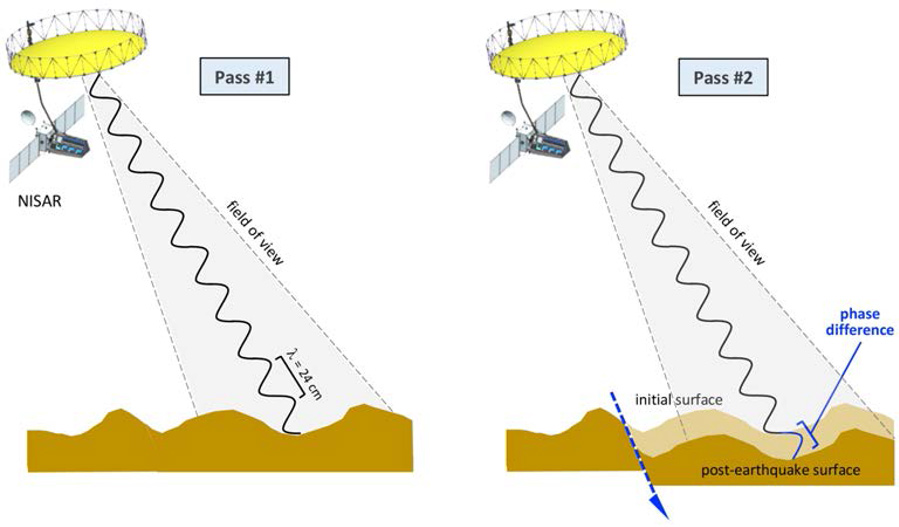 Pass #1
NISAR
field of view
λ = 24 cm
Pass #2
field of view
phase
difference
initial surface
post-earthquake surface